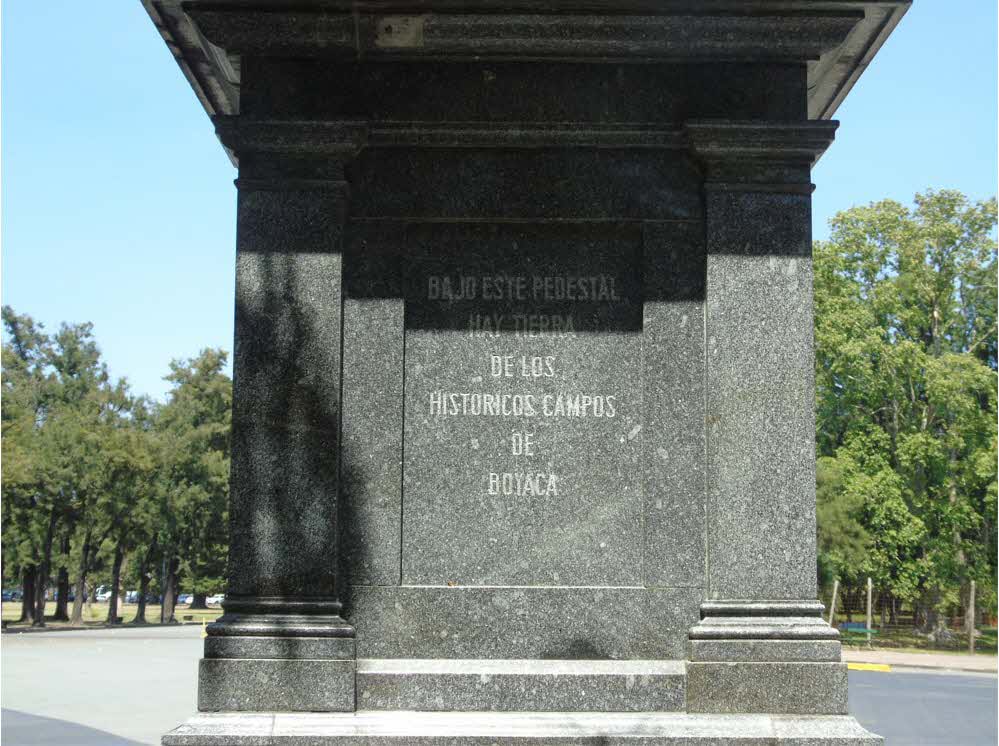 BAJO ESTE PEDESTAL
HAY TIERRA
DE LOS
HISTORICOS CAMPOS
DE
BOYACA